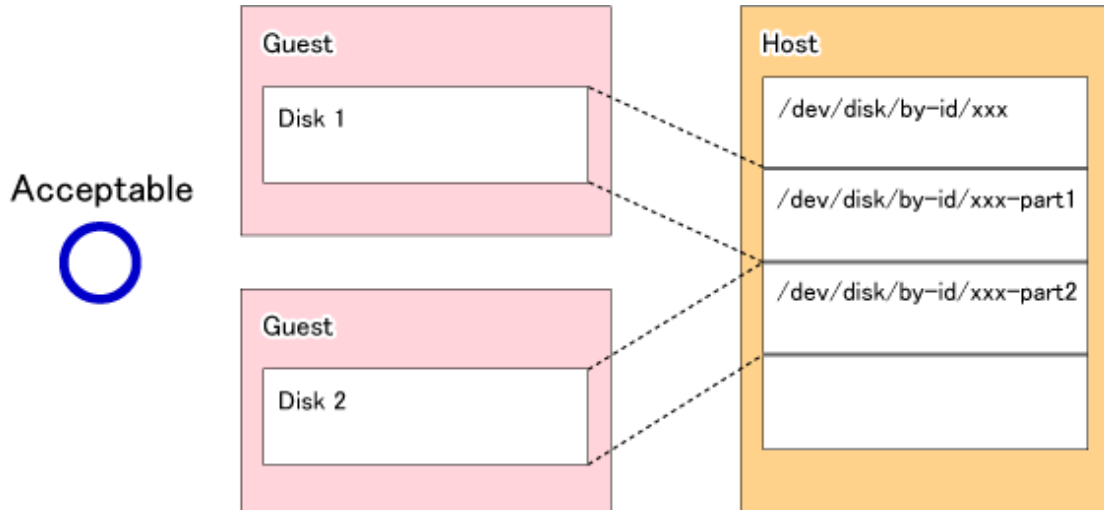 Acceptable
Guest
Disk 1
Guest
Disk 2
Host
/dev/disk/by-id/xxx
/dev/disk/by-id/xxx-part1
/dev/disk/by-id/xxx-part2